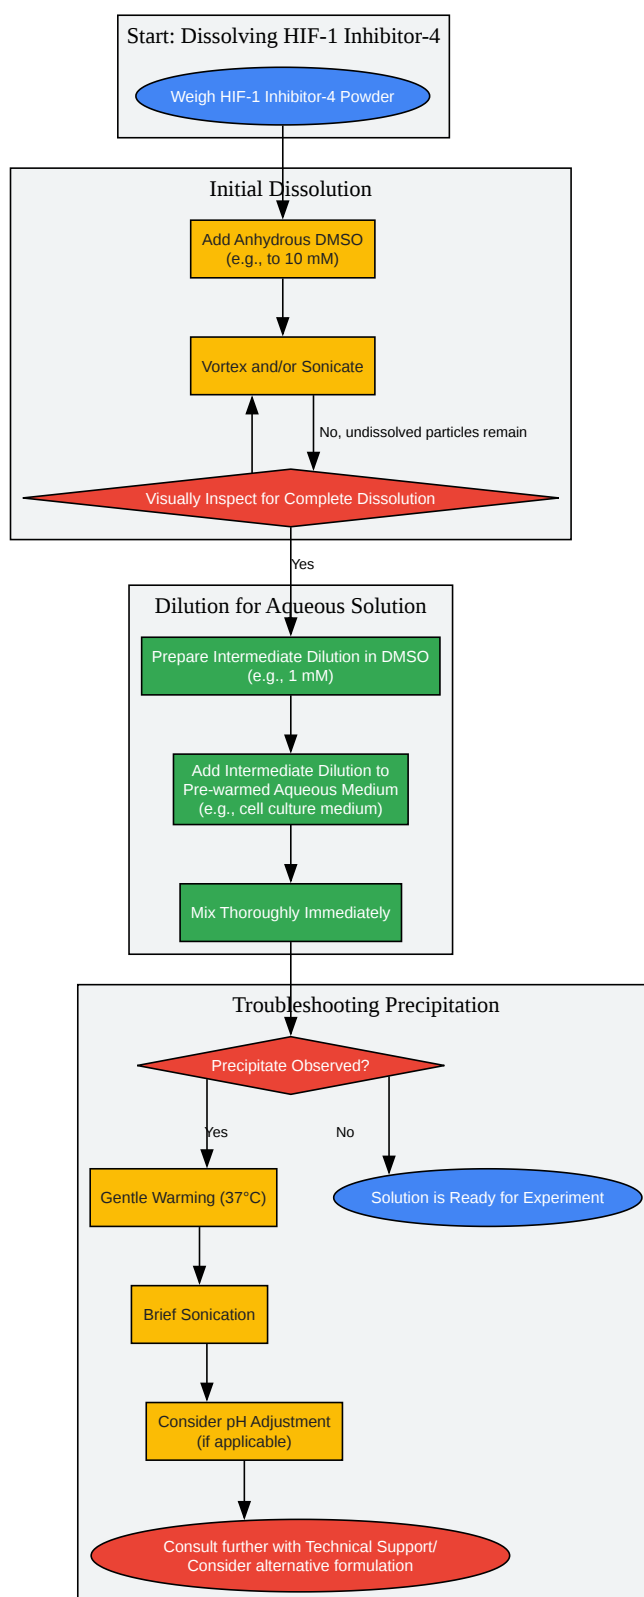 Start: Dissolving HIF-1 Inhibitor-4
Weigh HIF-1 Inhibitor-4 Powder
Initial Dissolution
Add Anhydrous DMSO
(e.g., to 10 mM)
Vortex and/or Sonicate
No, undissolved particles remain
Visually Inspect for Complete Dissolution
Yes
Dilution for Aqueous Solution
Prepare Intermediate Dilution in DMSO
(e.g., 1 mM)
Add Intermediate Dilution to
Pre-warmed Aqueous Medium
(e.g., cell culture medium)
Mix Thoroughly Immediately
Troubleshooting Precipitation
Precipitate Observed?
Yes
No
Gentle Warming (37°C)
Solution is Ready for Experiment
Brief Sonication
Consider pH Adjustment
(if applicable)
Consult further with Technical Support/
Consider alternative formulation